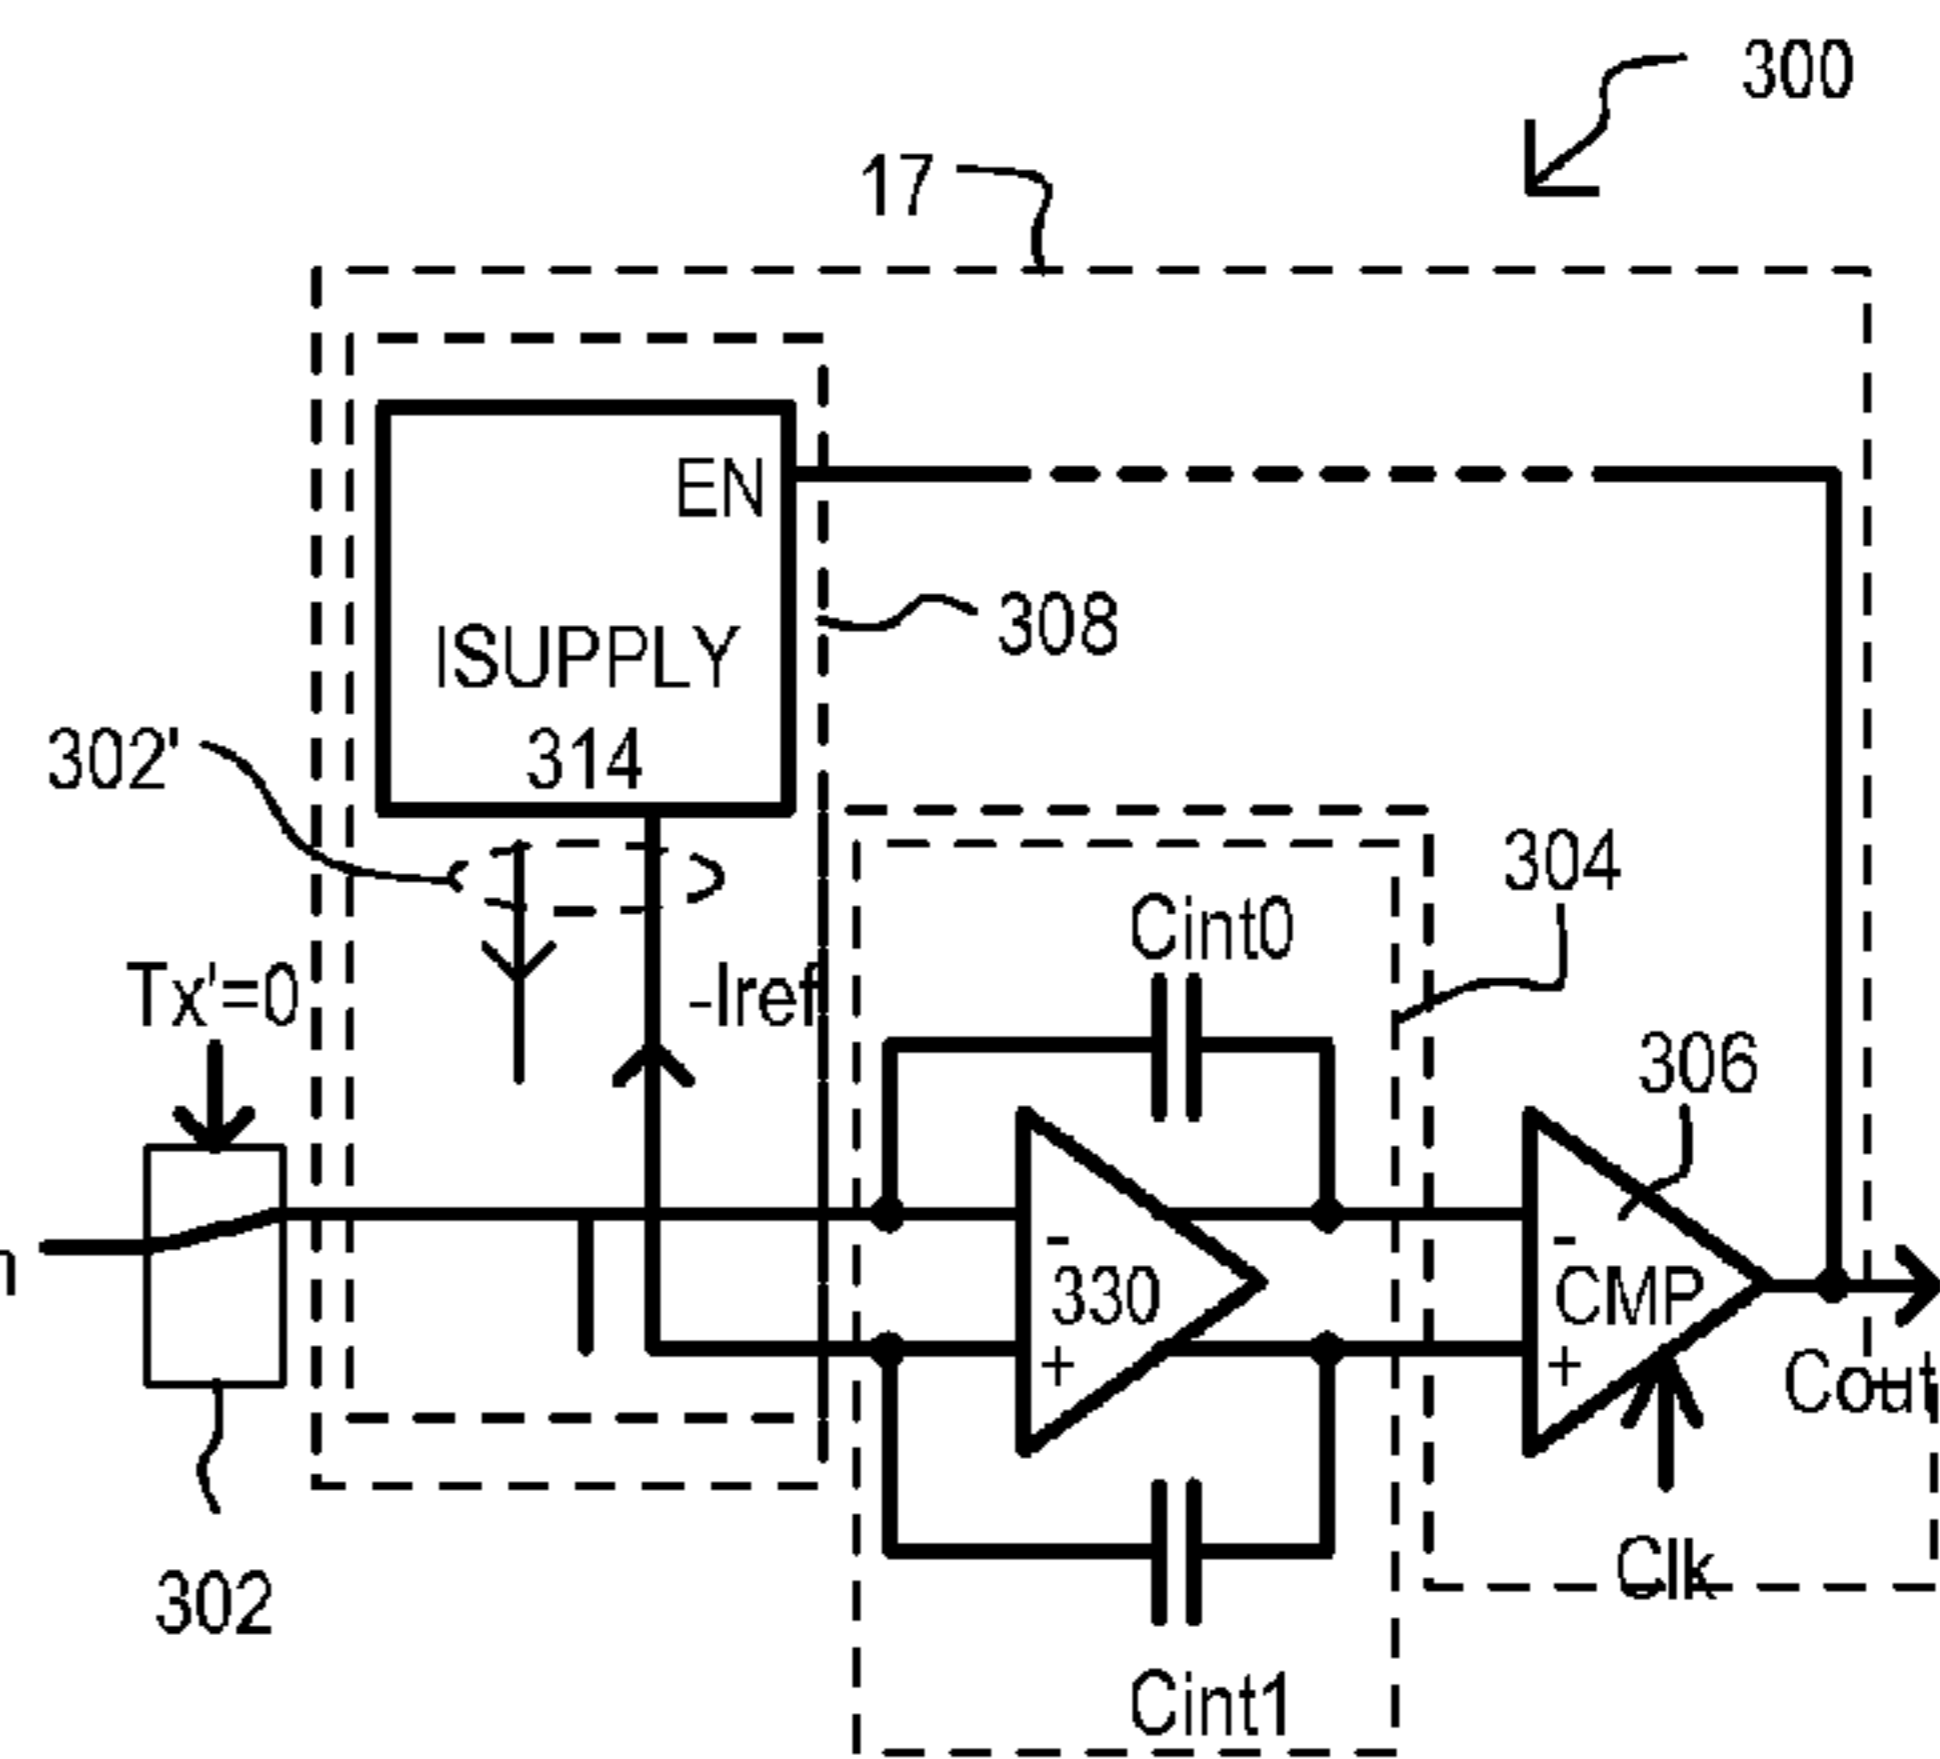 300
17
EN
308
ISUPPLY
314
302'
304
Cint0
Tx'=0
-Iref
306
-
330
+
-
CMP
+
Cout
Clk
302
Cint1